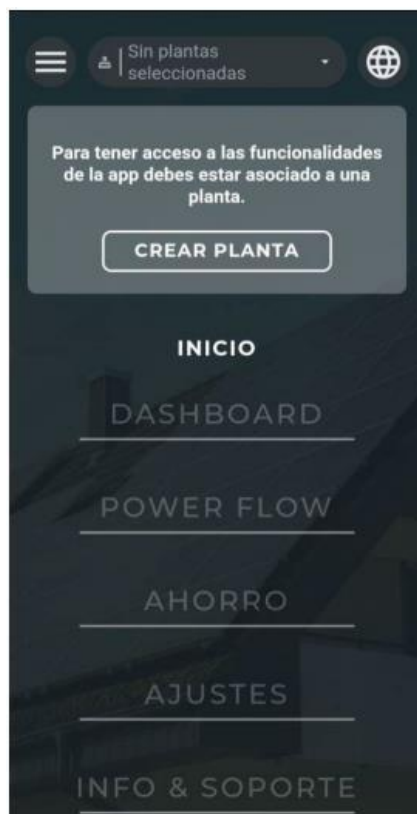 Sin plantas
seleccionadas
Para tener acceso a las funcionalidades
de la app debes estar asociado a una
planta.
CREAR PLANTA
INICIO
DASHBOARD
POWER FLOW
AHORRO
AJUSTES
INFO & SOPORTE